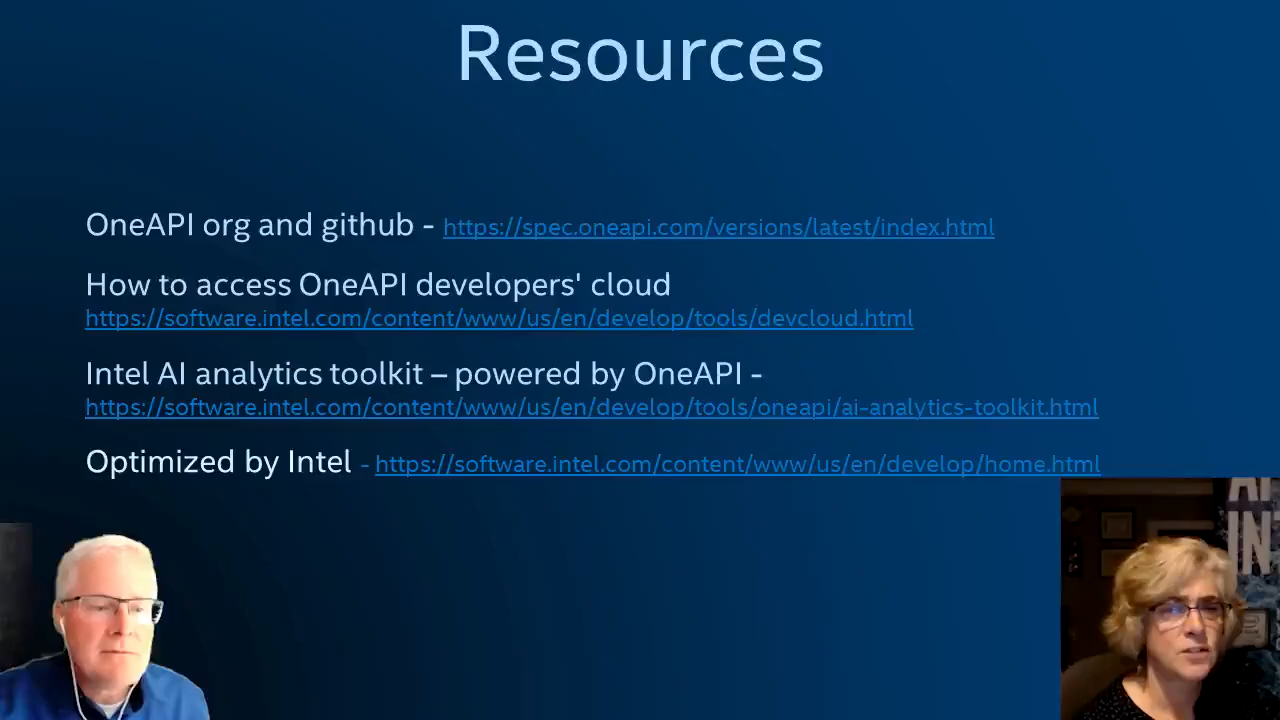 Resources
OneAPI org and github - https://spec.oneapi.com/versions/latest/index.html
How to access OneAPI developers' cloud
https://software.intel.com/content/www/us/en/develop/tools/devcloud.html
Intel AI analytics toolkit – powered by OneAPI -
https://software.intel.com/content/www/us/en/develop/tools/oneapi/ai-analytics-toolkit.html
Optimized by Intel - https://software.intel.com/content/www/us/en/develop/home.html
AI
IN